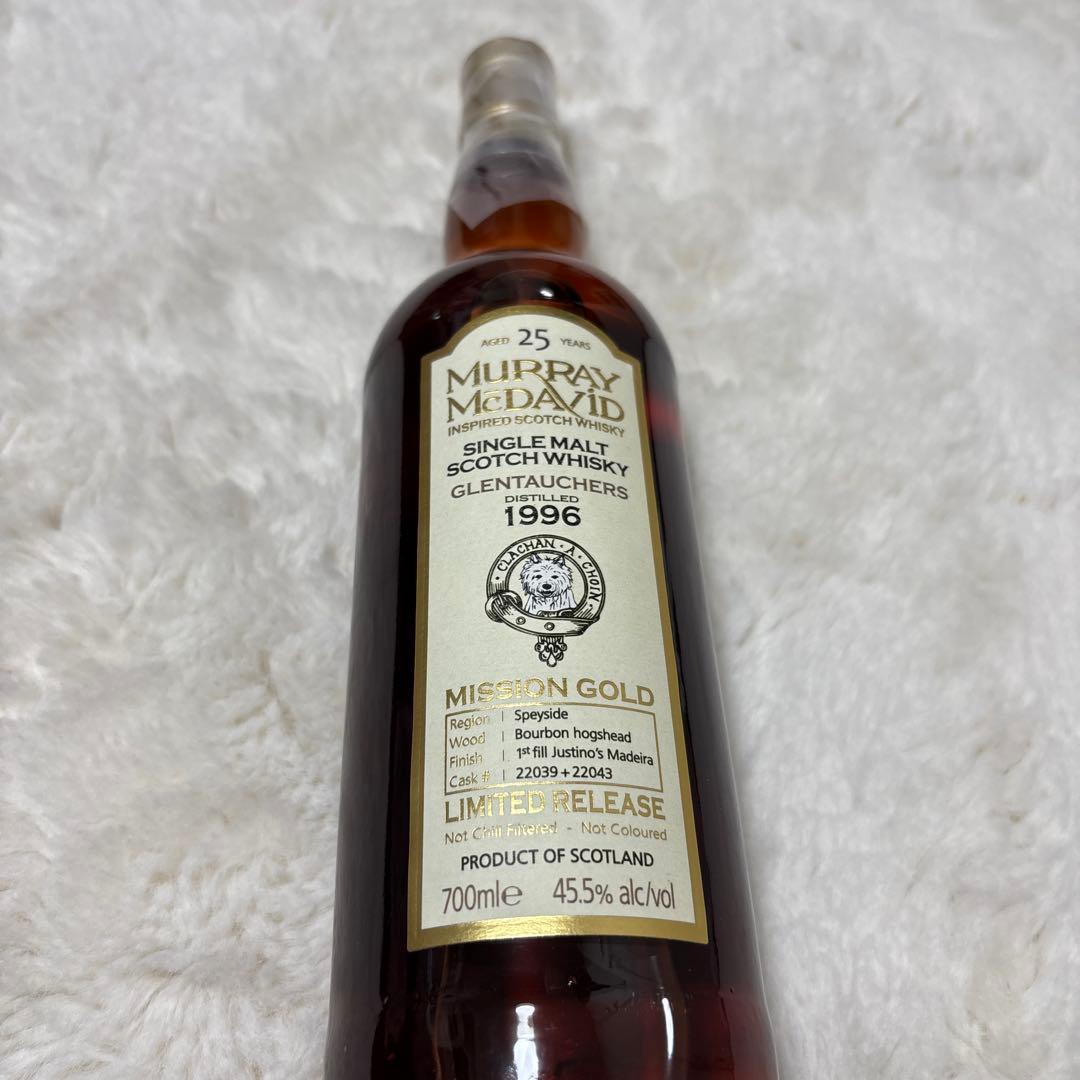 AGED 25 YEARS
MURRAY
McDAVID
INSPIRED SCOTCH WHISKY
SINGLE MALT
SCOTCH WHISKY
GLENTAUCHERS
DISTILLED
1996
CLACHAN · A · CHOIN ·
MISSION GOLD
Region | Speyside
Wood | Bourbon hogshead
Finish | 1st fill Justino's Madeira
Cask # | 22039 + 22043
LIMITED RELEASE
Not Chill Filtered - Not Coloured
PRODUCT OF SCOTLAND
700ml℮ 45.5% alc/vol